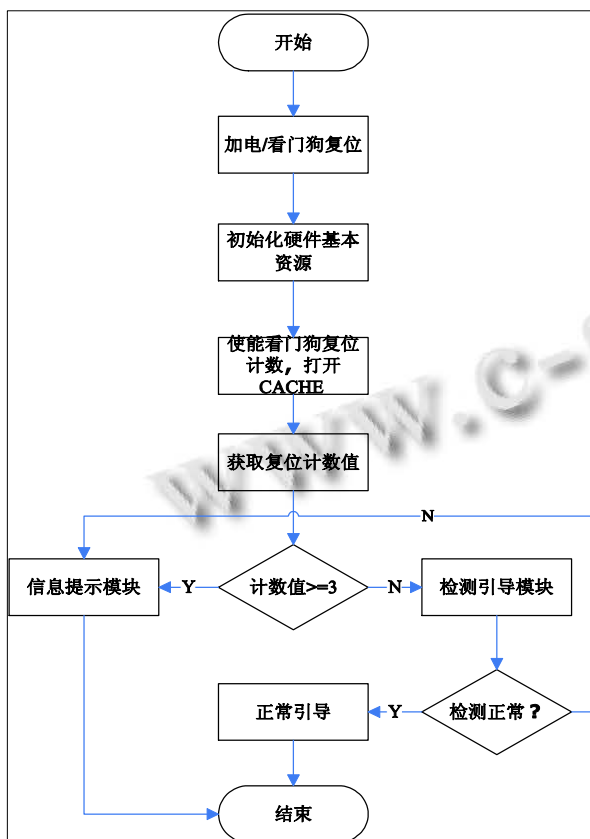 开始
加电/看门狗复位
初始化硬件基本
资源
使能看门狗复位
计数，打开
CACHE
获取复位计数值
N
信息提示模块
Y
计数值>=3
N
检测引导模块
正常引导
Y
检测正常？
结束
www.c-